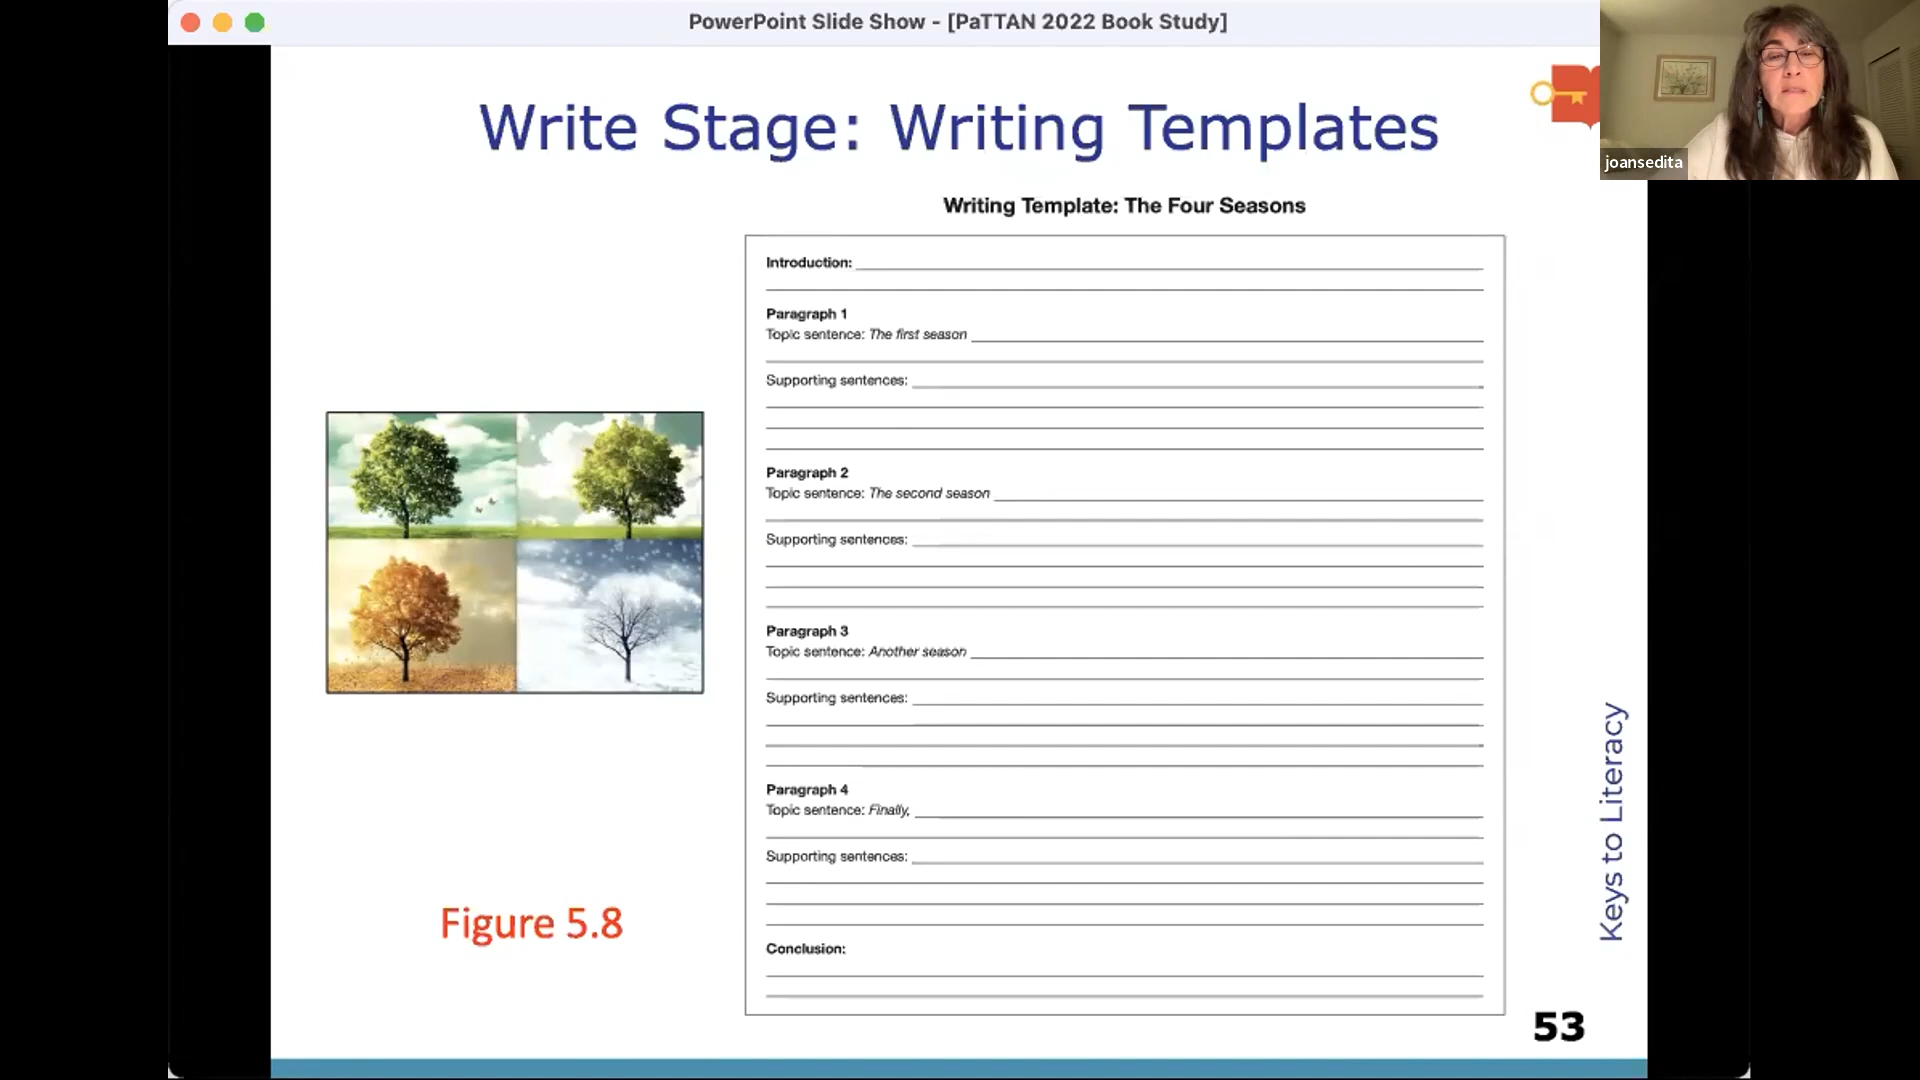 PowerPoint Slide Show - [PaTTAN 2022 Book Study]
joansedita
Write Stage: Writing Templates
Writing Template: The Four Seasons
Introduction:
Paragraph 1
Topic sentence: The first season
Supporting sentences:
Paragraph 2
Topic sentence: The second season
Supporting sentences:
Paragraph 3
Topic sentence: Another season
Supporting sentences:
Paragraph 4
Topic sentence: Finally,
Supporting sentences:
Conclusion:
Figure 5.8
Keys to Literacy
53